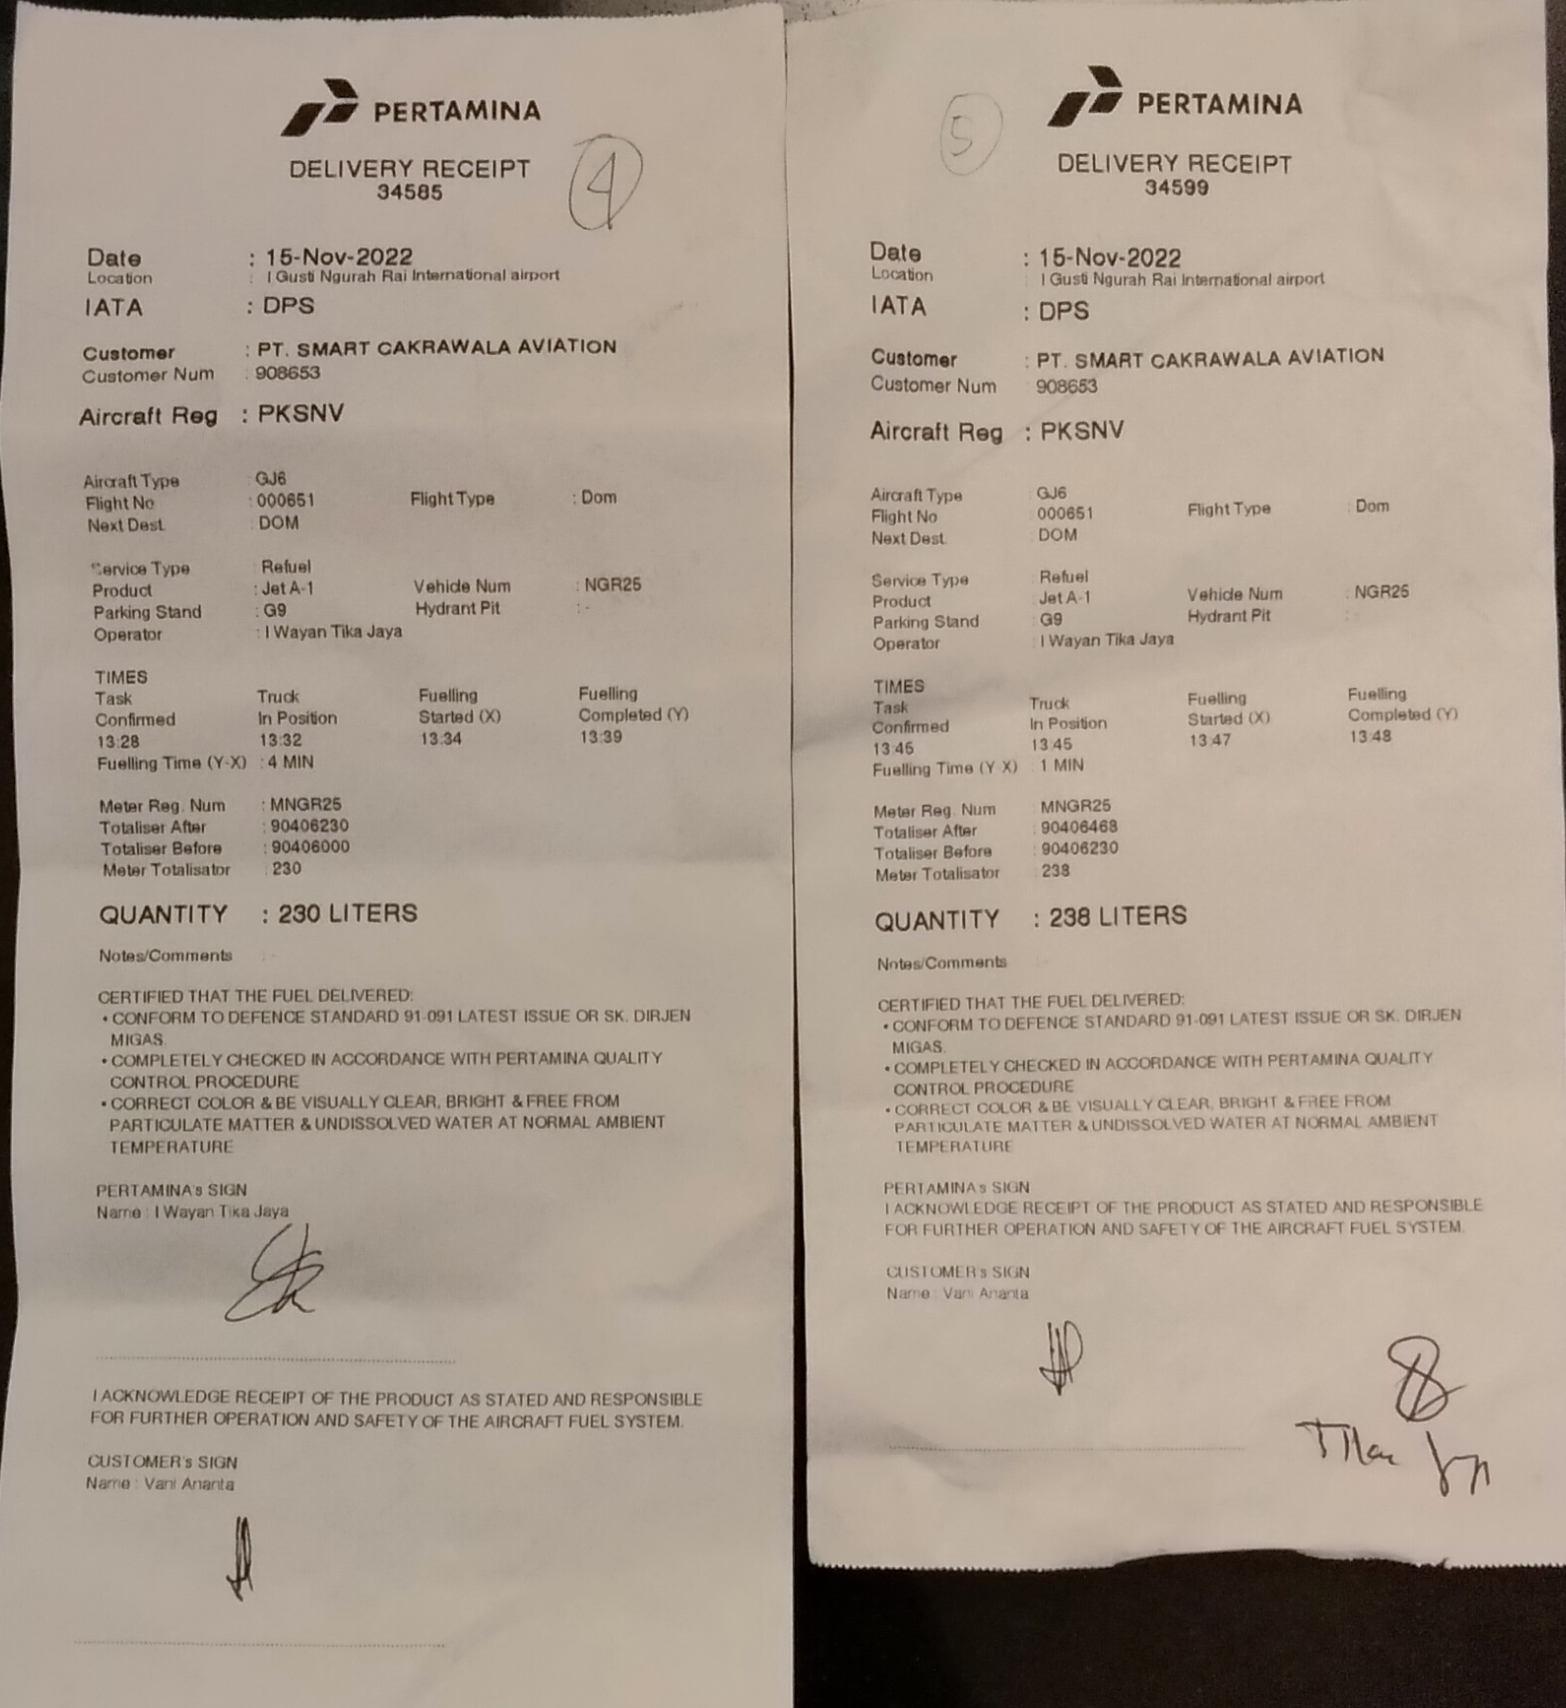 PERTAMINA
DELIVERY RECEIPT
34585
4
Date : 15-Nov-2022
Location : I Gusti Ngurah Rai International airport
IATA : DPS
Customer : PT. SMART CAKRAWALA AVIATION
Customer Num : 908653
Aircraft Reg : PKSNV
Aircraft Type : GJ6
Flight No : 000651 Flight Type : Dom
Next Dest. : DOM
Service Type : Refuel
Product : Jet A-1 Vehicle Num : NGR25
Parking Stand : G9 Hydrant Pit : -
Operator : I Wayan Tika Jaya
TIMES
Task Truck Fuelling Fuelling
Confirmed In Position Started (X) Completed (Y)
13:28 13:32 13:34 13:39
Fuelling Time (Y-X) : 4 MIN
Meter Reg. Num : MNGR25
Totaliser After : 90406230
Totaliser Before : 90406000
Meter Totalisator : 230
QUANTITY : 230 LITERS
Notes/Comments : -
CERTIFIED THAT THE FUEL DELIVERED:
• CONFORM TO DEFENCE STANDARD 91-091 LATEST ISSUE OR SK. DIRJEN
MIGAS.
• COMPLETELY CHECKED IN ACCORDANCE WITH PERTAMINA QUALITY
CONTROL PROCEDURE
• CORRECT COLOR & BE VISUALLY CLEAR, BRIGHT & FREE FROM
PARTICULATE MATTER & UNDISSOLVED WATER AT NORMAL AMBIENT
TEMPERATURE
PERTAMINA's SIGN
Name : I Wayan Tika Jaya
I ACKNOWLEDGE RECEIPT OF THE PRODUCT AS STATED AND RESPONSIBLE
FOR FURTHER OPERATION AND SAFETY OF THE AIRCRAFT FUEL SYSTEM.
CUSTOMER's SIGN
Name : Vani Ananta
PERTAMINA
5
DELIVERY RECEIPT
34599
Date : 15-Nov-2022
Location : I Gusti Ngurah Rai International airport
IATA : DPS
Customer : PT. SMART CAKRAWALA AVIATION
Customer Num : 908653
Aircraft Reg : PKSNV
Aircraft Type : GJ6
Flight No : 000651 Flight Type : Dom
Next Dest. : DOM
Service Type : Refuel
Product : Jet A-1 Vehicle Num : NGR25
Parking Stand : G9 Hydrant Pit : -
Operator : I Wayan Tika Jaya
TIMES
Task Truck Fuelling Fuelling
Confirmed In Position Started (X) Completed (Y)
13:45 13:47 13:48
Fuelling Time (Y-X) : 1 MIN
Meter Reg. Num : MNGR25
Totaliser After : 90406468
Totaliser Before : 90406230
Meter Totalisator : 238
QUANTITY : 238 LITERS
Notes/Comments
CERTIFIED THAT THE FUEL DELIVERED:
• CONFORM TO DEFENCE STANDARD 91-091 LATEST ISSUE OR SK. DIRJEN
MIGAS.
• COMPLETELY CHECKED IN ACCORDANCE WITH PERTAMINA QUALITY
CONTROL PROCEDURE
• CORRECT COLOR & BE VISUALLY CLEAR, BRIGHT & FREE FROM
PARTICULATE MATTER & UNDISSOLVED WATER AT NORMAL AMBIENT
TEMPERATURE
PERTAMINA's SIGN
I ACKNOWLEDGE RECEIPT OF THE PRODUCT AS STATED AND RESPONSIBLE
FOR FURTHER OPERATION AND SAFETY OF THE AIRCRAFT FUEL SYSTEM.
CUSTOMER's SIGN
Name : Vani Ananta